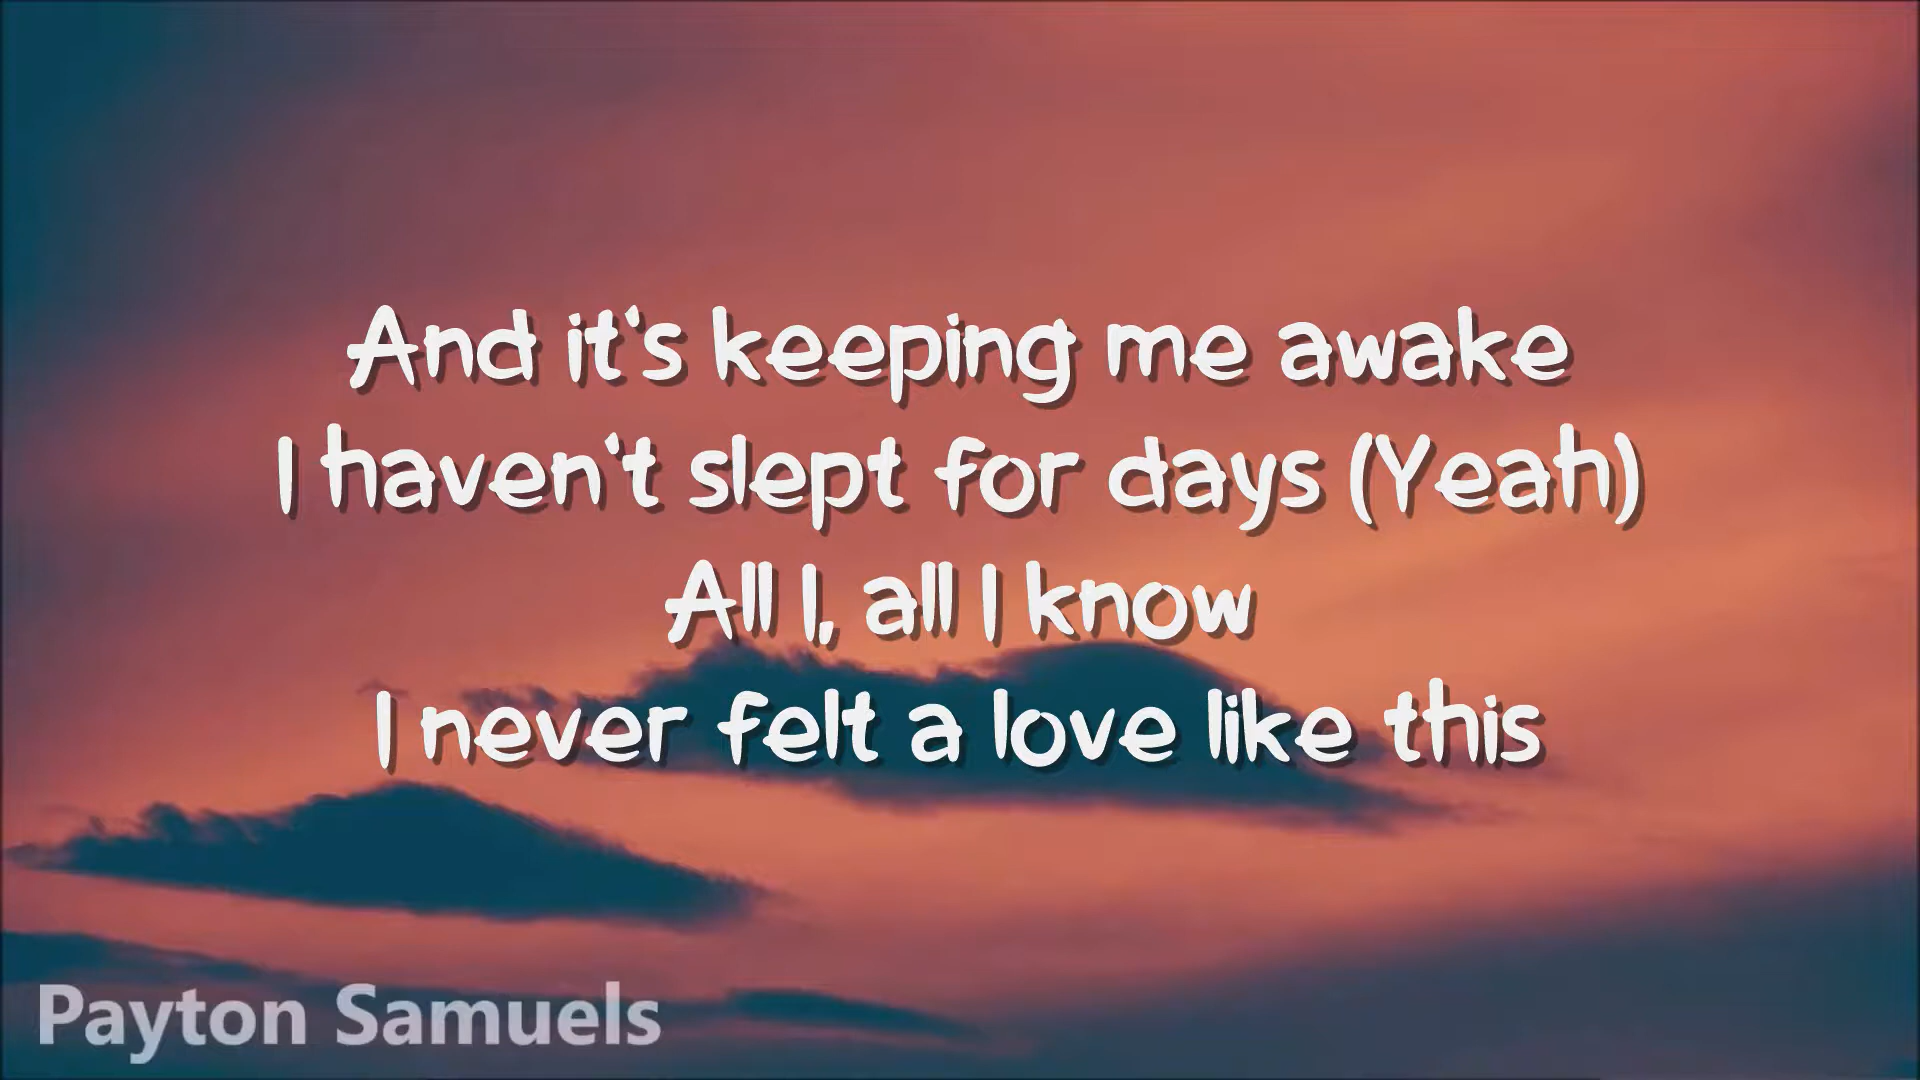 And it's keeping me awake
I haven't slept for days (Yeah)
All I, all I know
I never felt a love like this
Payton Samuels